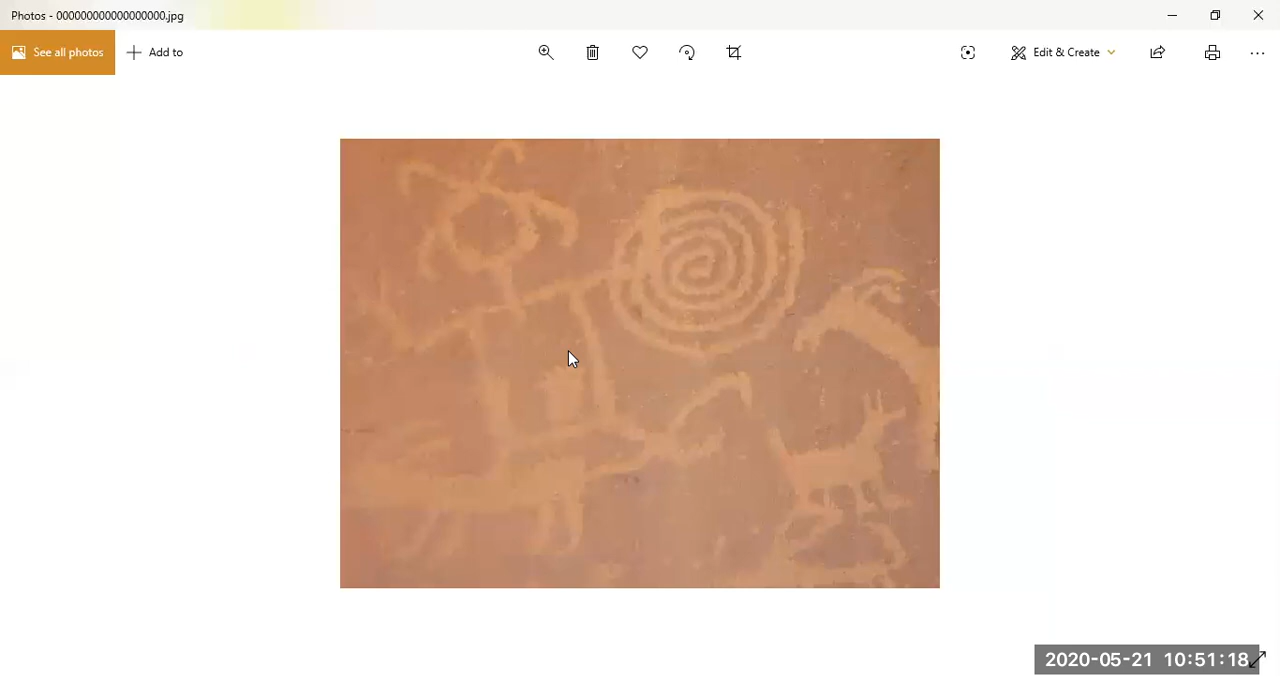 Photos - 000000000000000000.jpg
See all photos
Add to
Edit & Create
2020-05-21 10:51:18